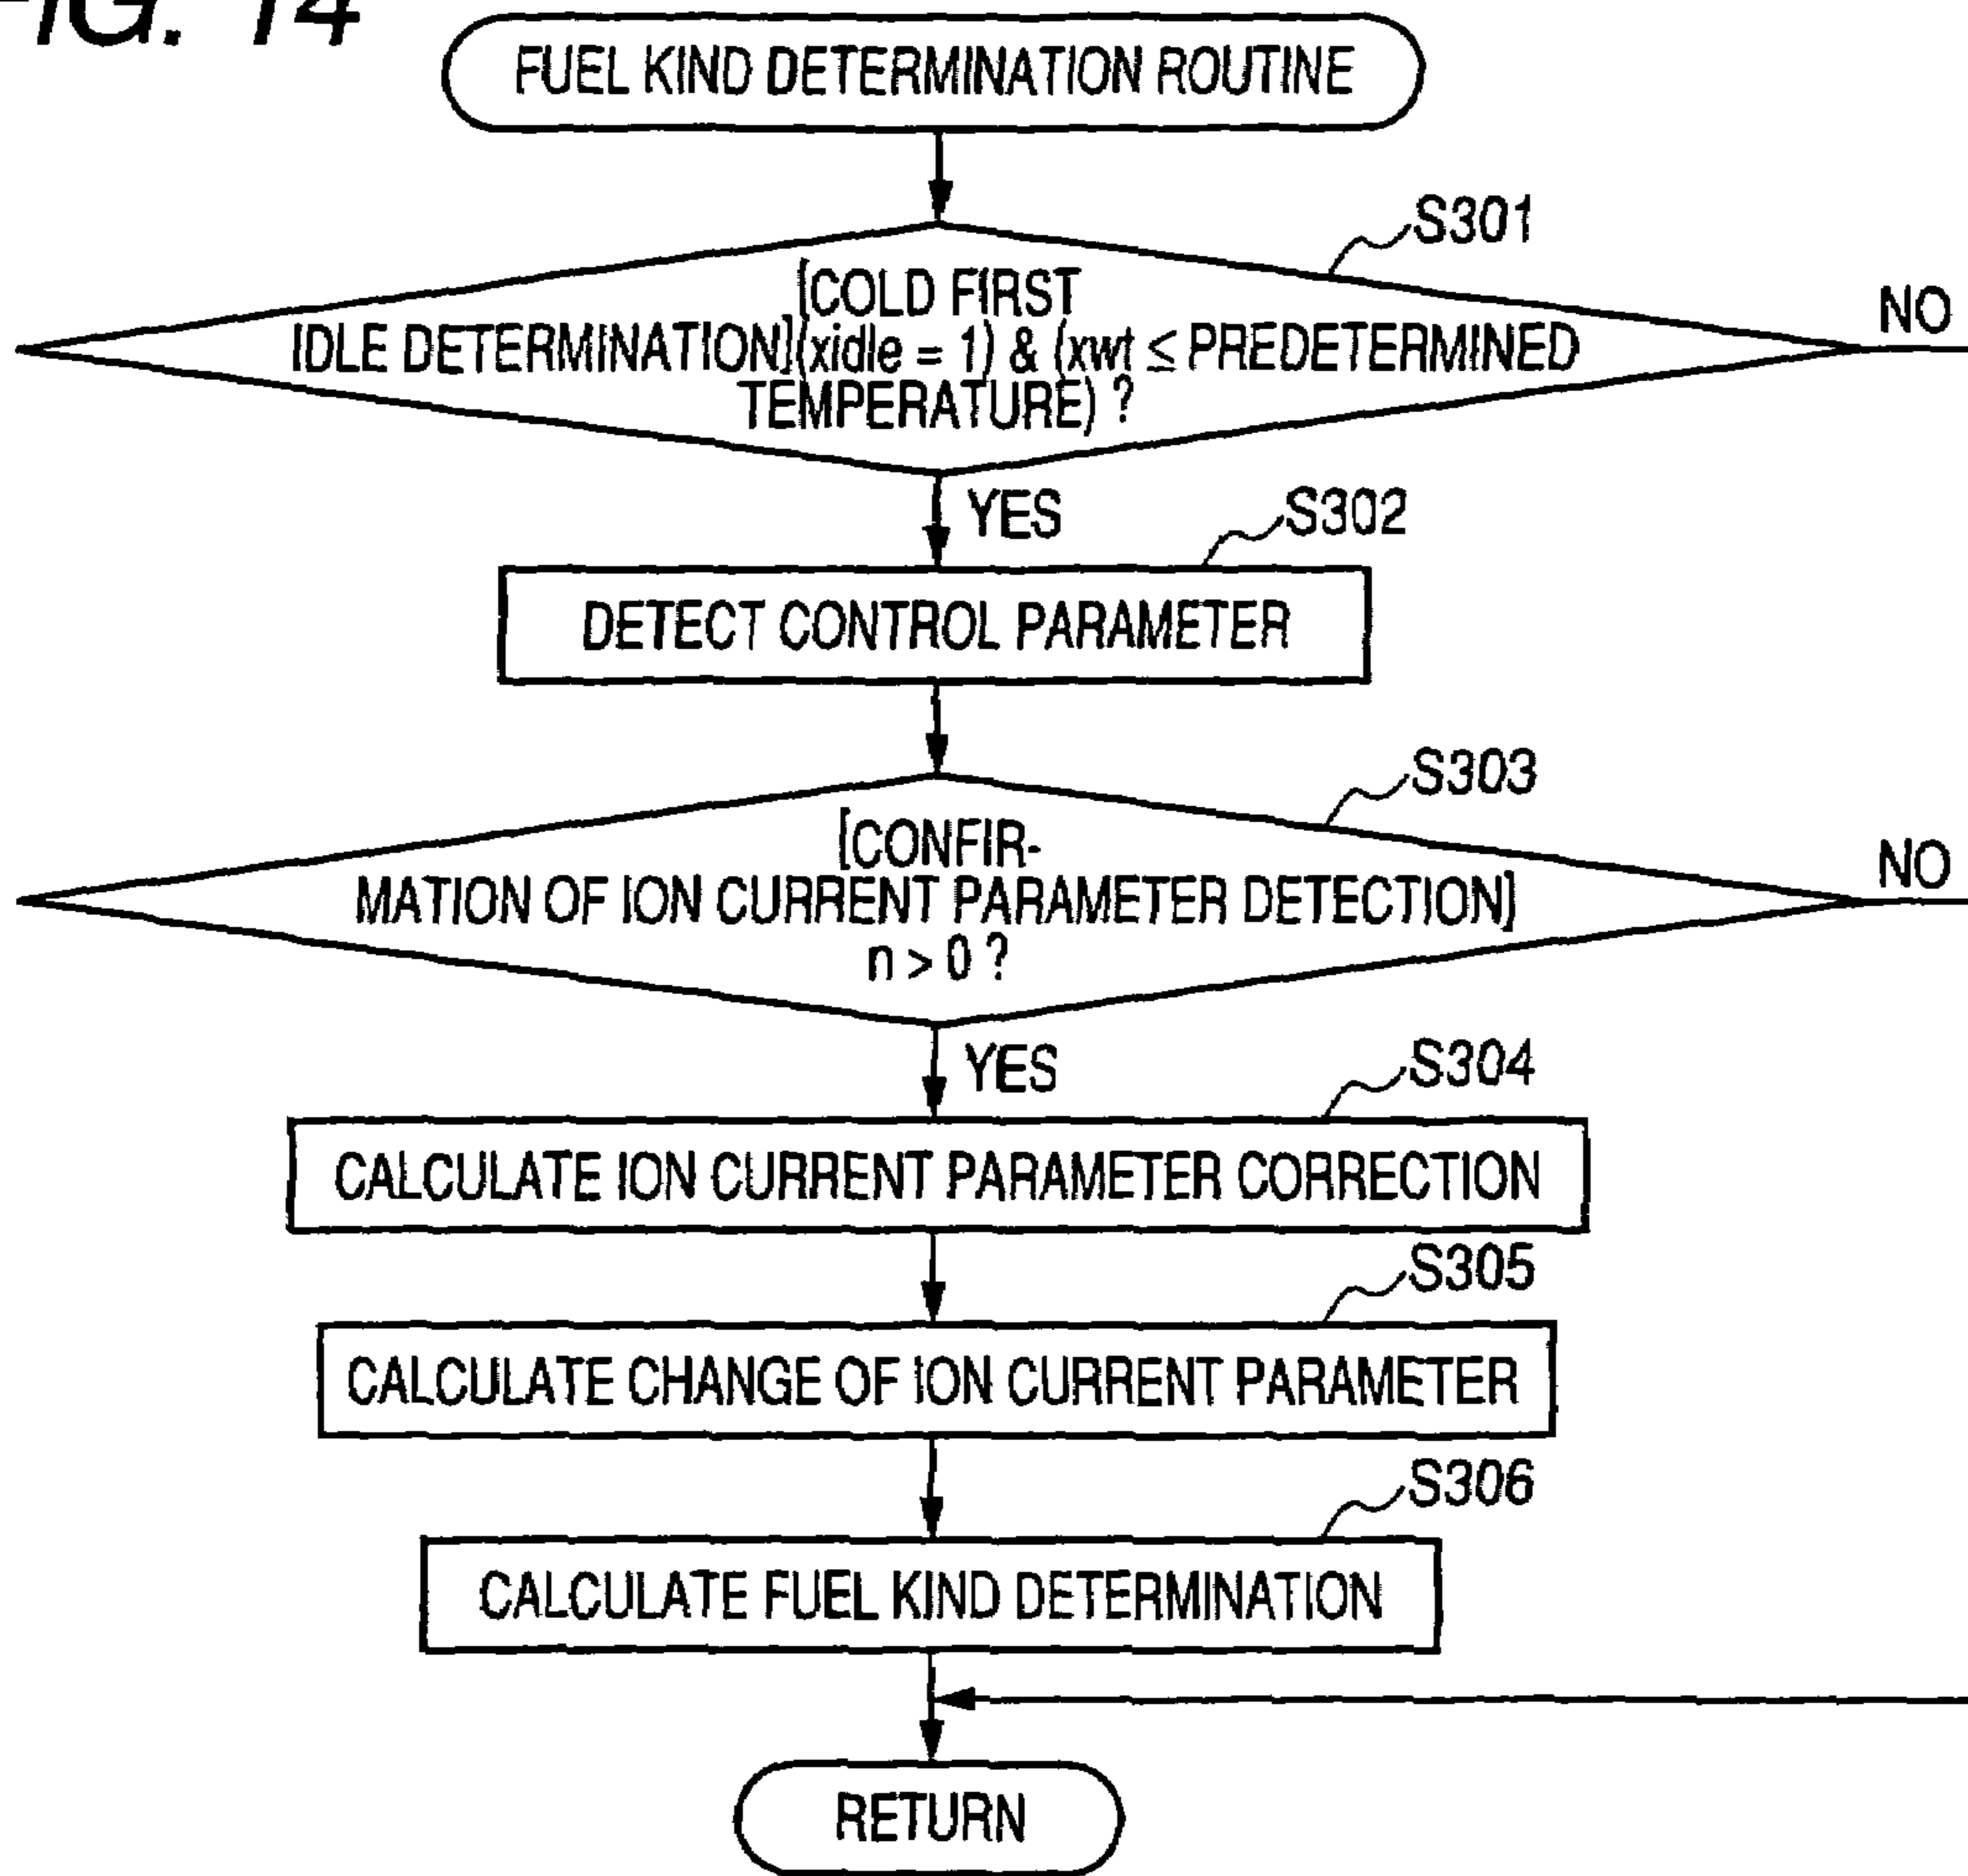 FIG. 14
FUEL KIND DETERMINATION ROUTINE
S301
[COLD FIRST
IDLE DETERMINATION](xidle = 1) & (xwt ≤ PREDETERMINED
TEMPERATURE) ?
NO
YES
S302
DETECT CONTROL PARAMETER
S303
[CONFIR-
MATION OF ION CURRENT PARAMETER DETECTION]
n > 0 ?
NO
YES
S304
CALCULATE ION CURRENT PARAMETER CORRECTION
S305
CALCULATE CHANGE OF ION CURRENT PARAMETER
S306
CALCULATE FUEL KIND DETERMINATION
RETURN